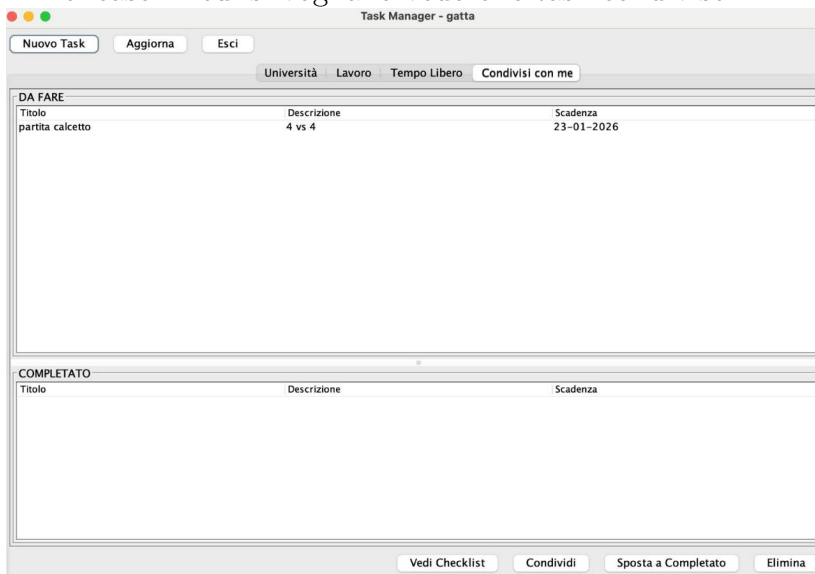 Task Manager - gatta
Nuovo Task Aggiorna Esci
Università Lavoro Tempo Libero Condivisi con me
DA FARE
Titolo Descrizione Scadenza
partita calcetto 4 vs 4 23-01-2026
COMPLETATO
Titolo Descrizione Scadenza
Vedi Checklist Condividi Sposta a Completato Elimina